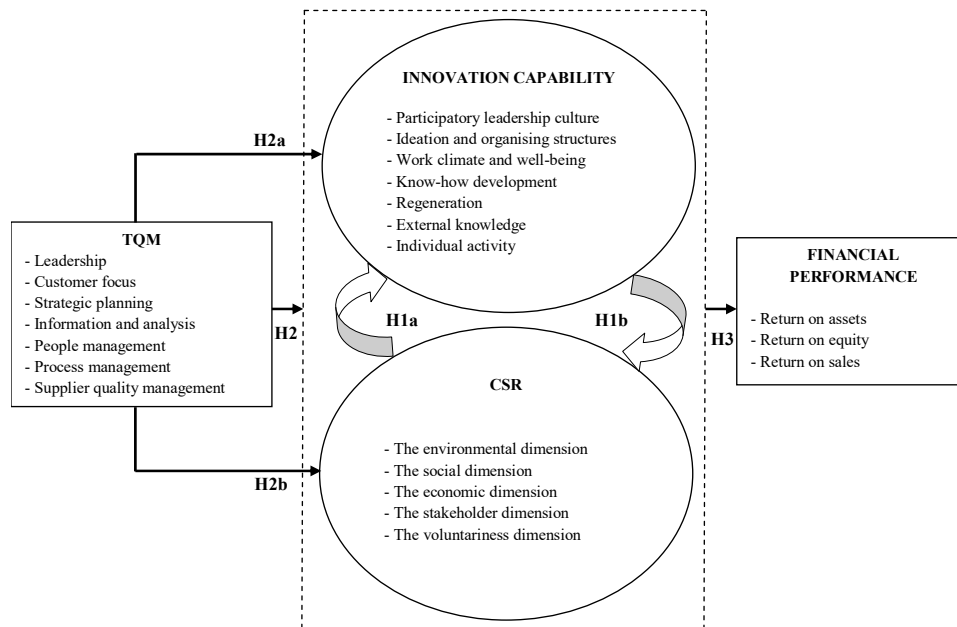 INNOVATION CAPABILITY
- Participatory leadership culture
- Ideation and organising structures
- Work climate and well-being
- Know-how development
- Regeneration
- External knowledge
- Individual activity
H2a
TQM
- Leadership
- Customer focus
- Strategic planning
- Information and analysis
- People management
- Process management
- Supplier quality management
H2
H1a
H1b
H3
FINANCIAL
PERFORMANCE
- Return on assets
- Return on equity
- Return on sales
CSR
- The environmental dimension
- The social dimension
- The economic dimension
- The stakeholder dimension
- The voluntariness dimension
H2b